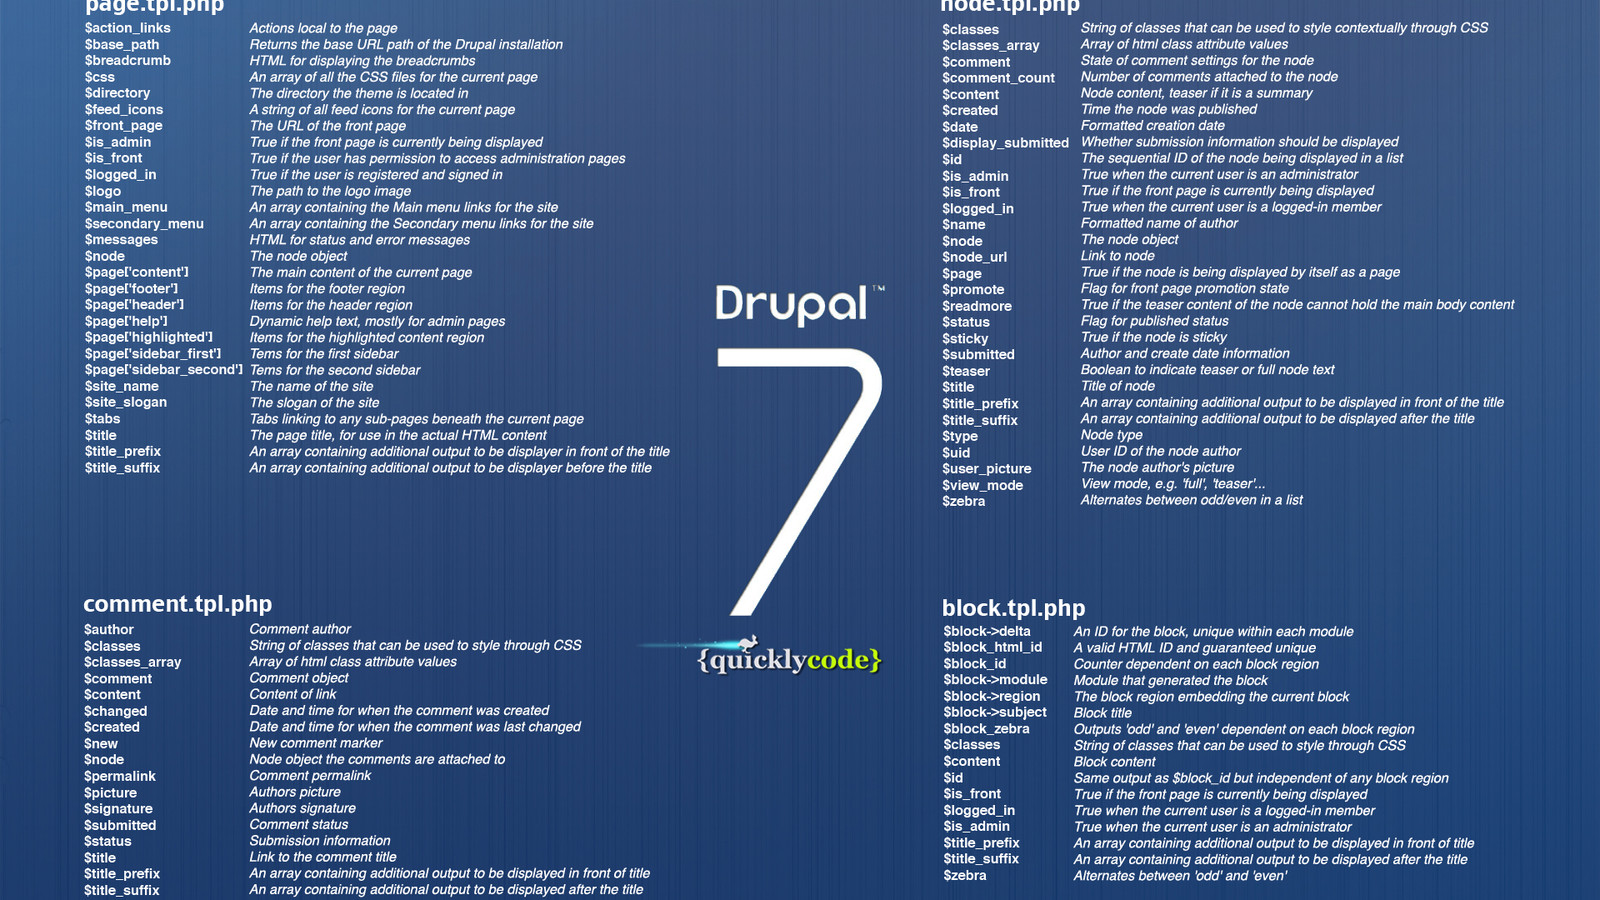 page.tpl.php
$action_links Actions local to the page
$base_path Returns the base URL path of the Drupal installation
$breadcrumb HTML for displaying the breadcrumbs
$css An array of all the CSS files for the current page
$directory The directory the theme is located in
$feed_icons A string of all feed icons for the current page
$front_page The URL of the front page
$is_admin True if the front page is currently being displayed
$is_front True if the user has permission to access administration pages
$logged_in True if the user is registered and signed in
$logo The path to the logo image
$main_menu An array containing the Main menu links for the site
$secondary_menu An array containing the Secondary menu links for the site
$messages HTML for status and error messages
$node The node object
$page['content'] The main content of the current page
$page['footer'] Items for the footer region
$page['header'] Items for the header region
$page['help'] Dynamic help text, mostly for admin pages
$page['highlighted'] Items for the highlighted content region
$page['sidebar_first'] Tems for the first sidebar
$page['sidebar_second'] Tems for the second sidebar
$site_name The name of the site
$site_slogan The slogan of the site
$tabs Tabs linking to any sub-pages beneath the current page
$title The page title, for use in the actual HTML content
$title_prefix An array containing additional output to be displayer in front of the title
$title_suffix An array containing additional output to be displayer before the title
node.tpl.php
$classes String of classes that can be used to style contextually through CSS
$classes_array Array of html class attribute values
$comment State of comment settings for the node
$comment_count Number of comments attached to the node
$content Node content, teaser if it is a summary
$created Time the node was published
$date Formatted creation date
$display_submitted Whether submission information should be displayed
$id The sequential ID of the node being displayed in a list
$is_admin True when the current user is an administrator
$is_front True if the front page is currently being displayed
$logged_in True when the current user is a logged-in member
$name Formatted name of author
$node The node object
$node_url Link to node
$page True if the node is being displayed by itself as a page
$promote Flag for front page promotion state
$readmore True if the teaser content of the node cannot hold the main body content
$status Flag for published status
$sticky True if the node is sticky
$submitted Author and create date information
$teaser Boolean to indicate teaser or full node text
$title Title of node
$title_prefix An array containing additional output to be displayed in front of the title
$title_suffix An array containing additional output to be displayed after the title
$type Node type
$uid User ID of the node author
$user_picture The node author's picture
$view_mode View mode, e.g. 'full', 'teaser'...
$zebra Alternates between odd/even in a list
Drupal™
7
{quicklycode}
comment.tpl.php
$author Comment author
$classes String of classes that can be used to style through CSS
$classes_array Array of html class attribute values
$comment Comment object
$content Content of link
$changed Date and time for when the comment was created
$created Date and time for when the comment was last changed
$new New comment marker
$node Node object the comments are attached to
$permalink Comment permalink
$picture Authors picture
$signature Authors signature
$submitted Comment status
$status Submission information
$title Link to the comment title
$title_prefix An array containing additional output to be displayed in front of title
$title_suffix An array containing additional output to be displayed after the title
block.tpl.php
$block->delta An ID for the block, unique within each module
$block_html_id A valid HTML ID and guaranteed unique
$block_id Counter dependent on each block region
$block->module Module that generated the block
$block->region The block region embedding the current block
$block->subject Block title
$block_zebra Outputs 'odd' and 'even' dependent on each block region
$classes String of classes that can be used to style through CSS
$content Block content
$id Same output as $block_id but independent of any block region
$is_front True if the front page is currently being displayed
$logged_in True when the current user is a logged-in member
$is_admin True when the current user is an administrator
$title_prefix An array containing additional output to be displayed in front of title
$title_suffix An array containing additional output to be displayed after the title
$zebra Alternates between 'odd' and 'even'